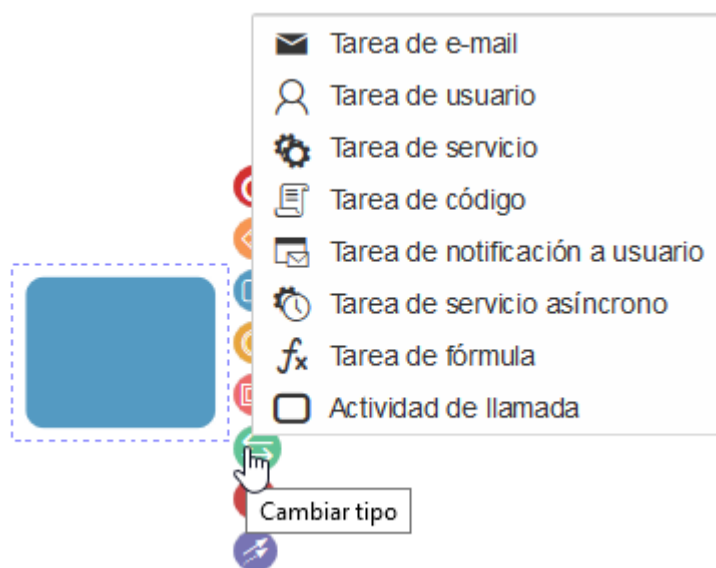 Tarea de e-mail
Tarea de usuario
Tarea de servicio
Tarea de código
Tarea de notificación a usuario
Tarea de servicio asíncrono
Tarea de fórmula
Actividad de llamada
Cambiar tipo